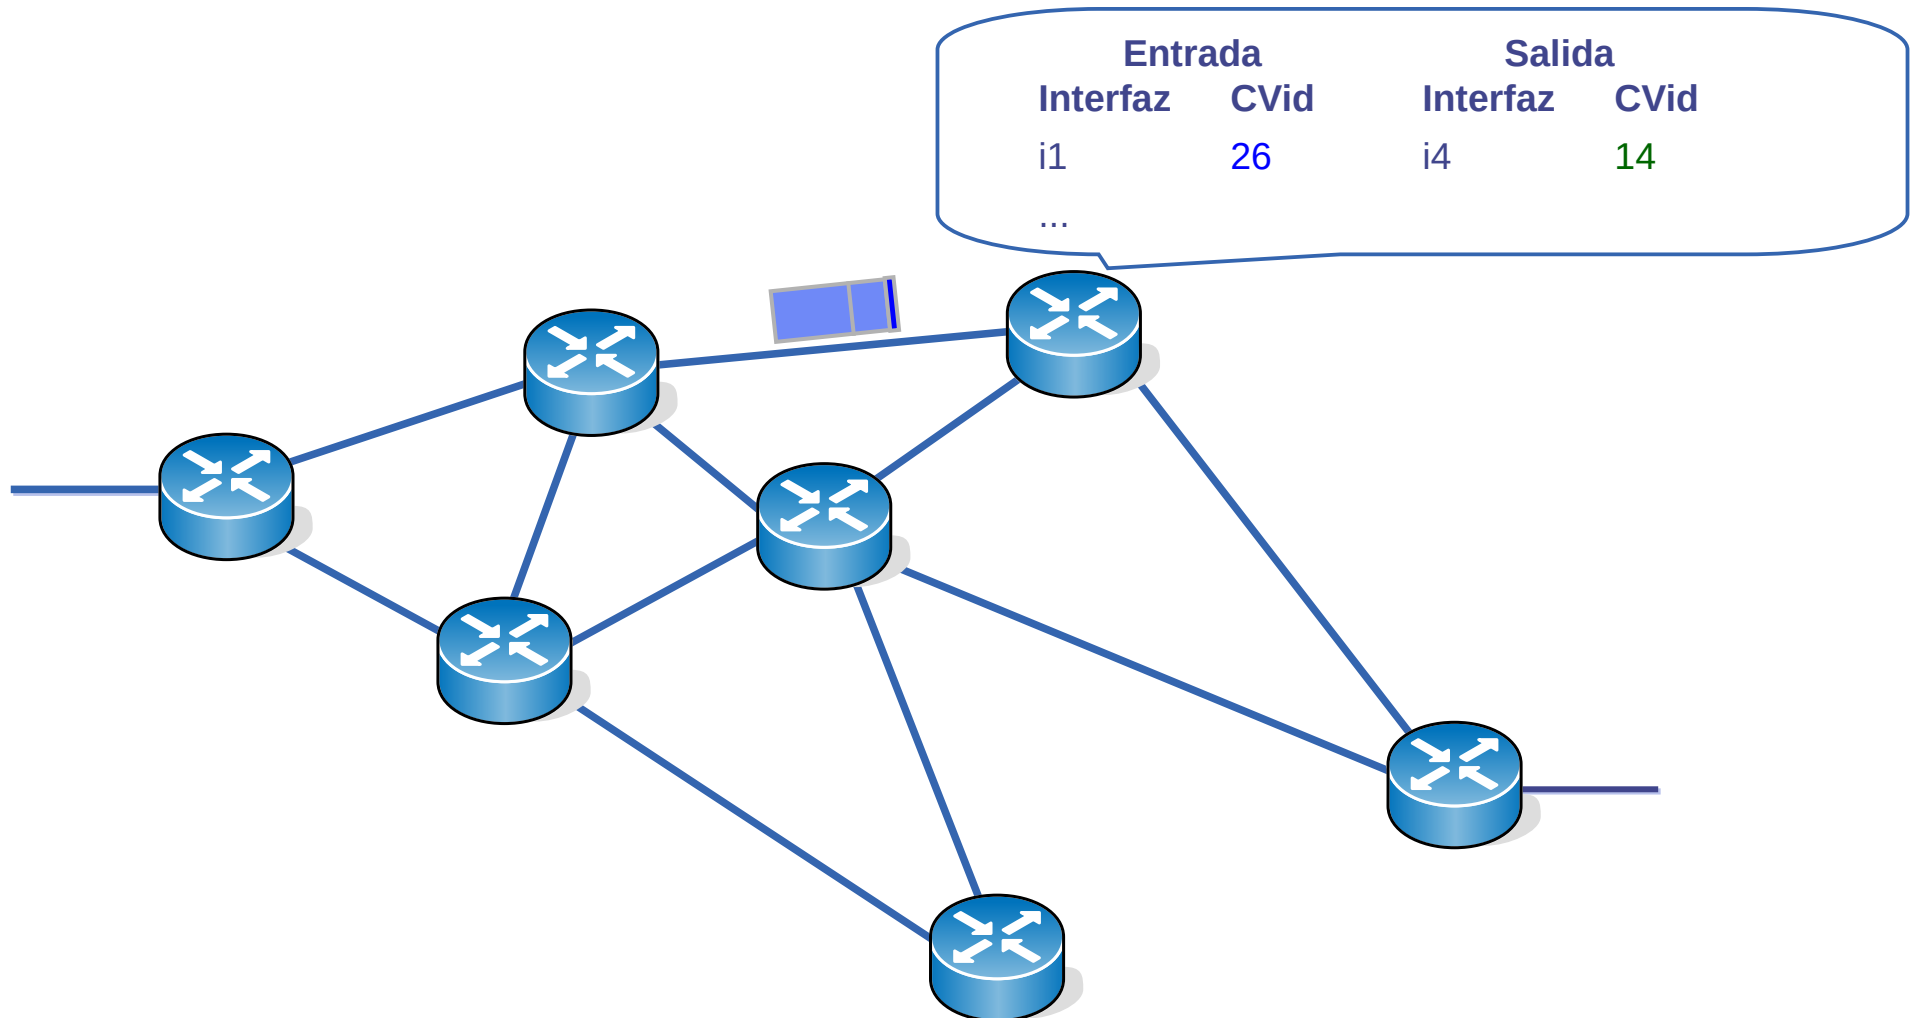 Entrada Salida
Interfaz CVid Interfaz CVid
i1 26 i4 14
...